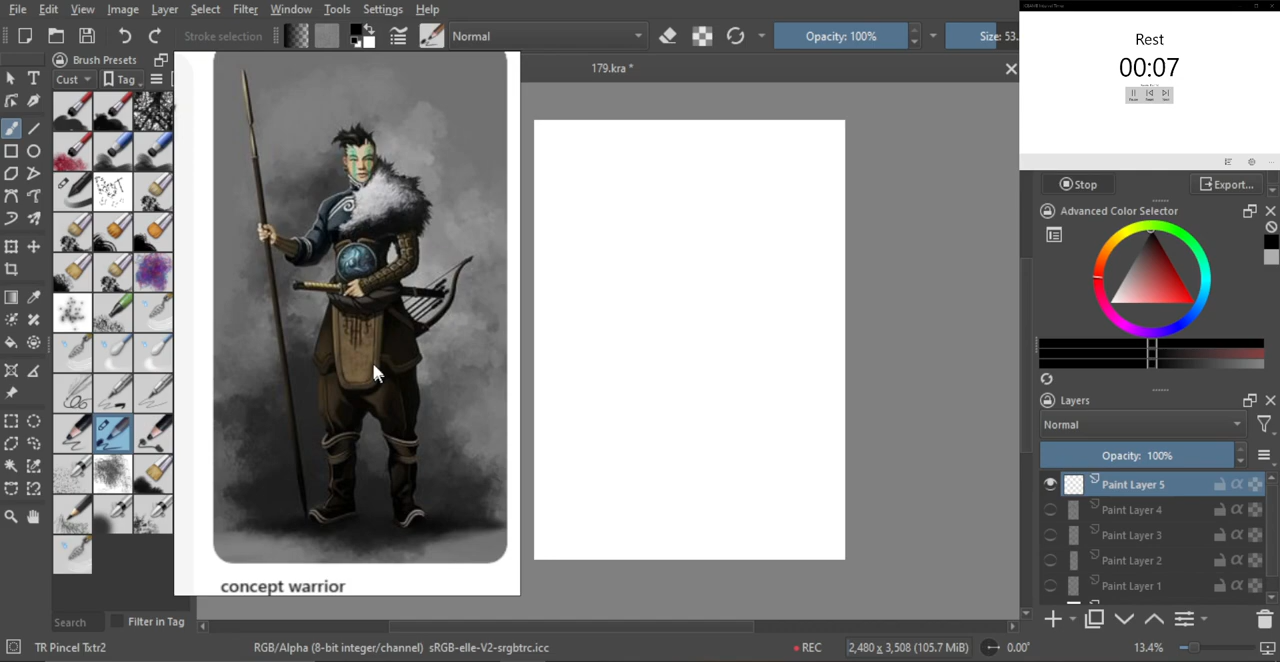 File Edit View Image Layer Select Filter Window Tools Settings Help
Stroke selection Normal Opacity: 100% Size: 53.
Brush Presets
Cust Tag
179.kra *
Rest
00:07
Stop Export...
Advanced Color Selector
Layers
Normal
Opacity: 100%
Paint Layer 5
Paint Layer 4
Paint Layer 3
Paint Layer 2
Paint Layer 1
concept warrior
Search Filter in Tag
TR Pincel Txtr2 RGB/Alpha (8-bit integer/channel) sRGB-elle-V2-srgbtrc.icc REC 2,480 x 3,508 (105.7 MiB) 0.00° 13.4%